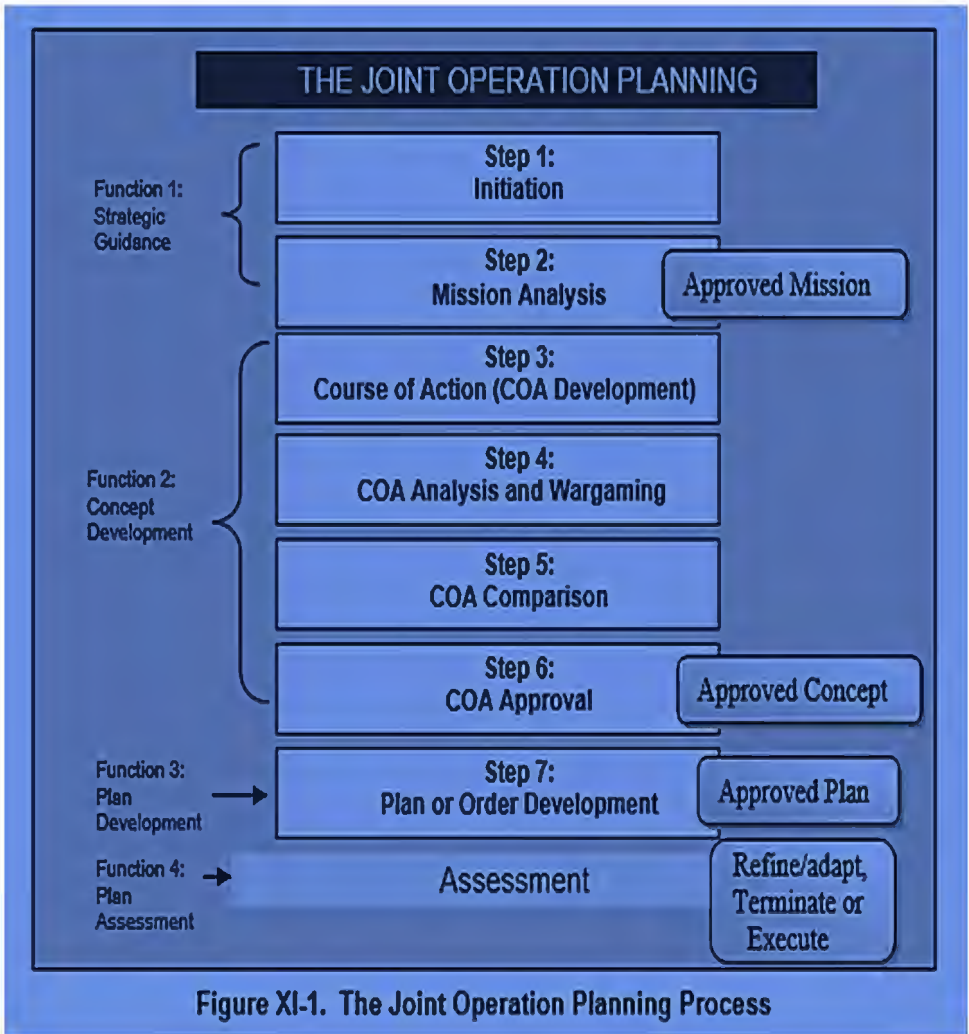 THE JOINT OPERATION PLANNING
Function 1:
Strategic
Guidance
Step 1:
Initiation
Step 2:
Mission Analysis
Approved Mission
Function 2:
Concept
Development
Step 3:
Course of Action (COA Development)
Step 4:
COA Analysis and Wargaming
Step 5:
COA Comparison
Step 6:
COA Approval
Approved Concept
Function 3:
Plan
Development
Step 7:
Plan or Order Development
Approved Plan
Function 4:
Plan
Assessment
Assessment
Refine/adapt,
Terminate or
Execute
Figure XI-1. The Joint Operation Planning Process